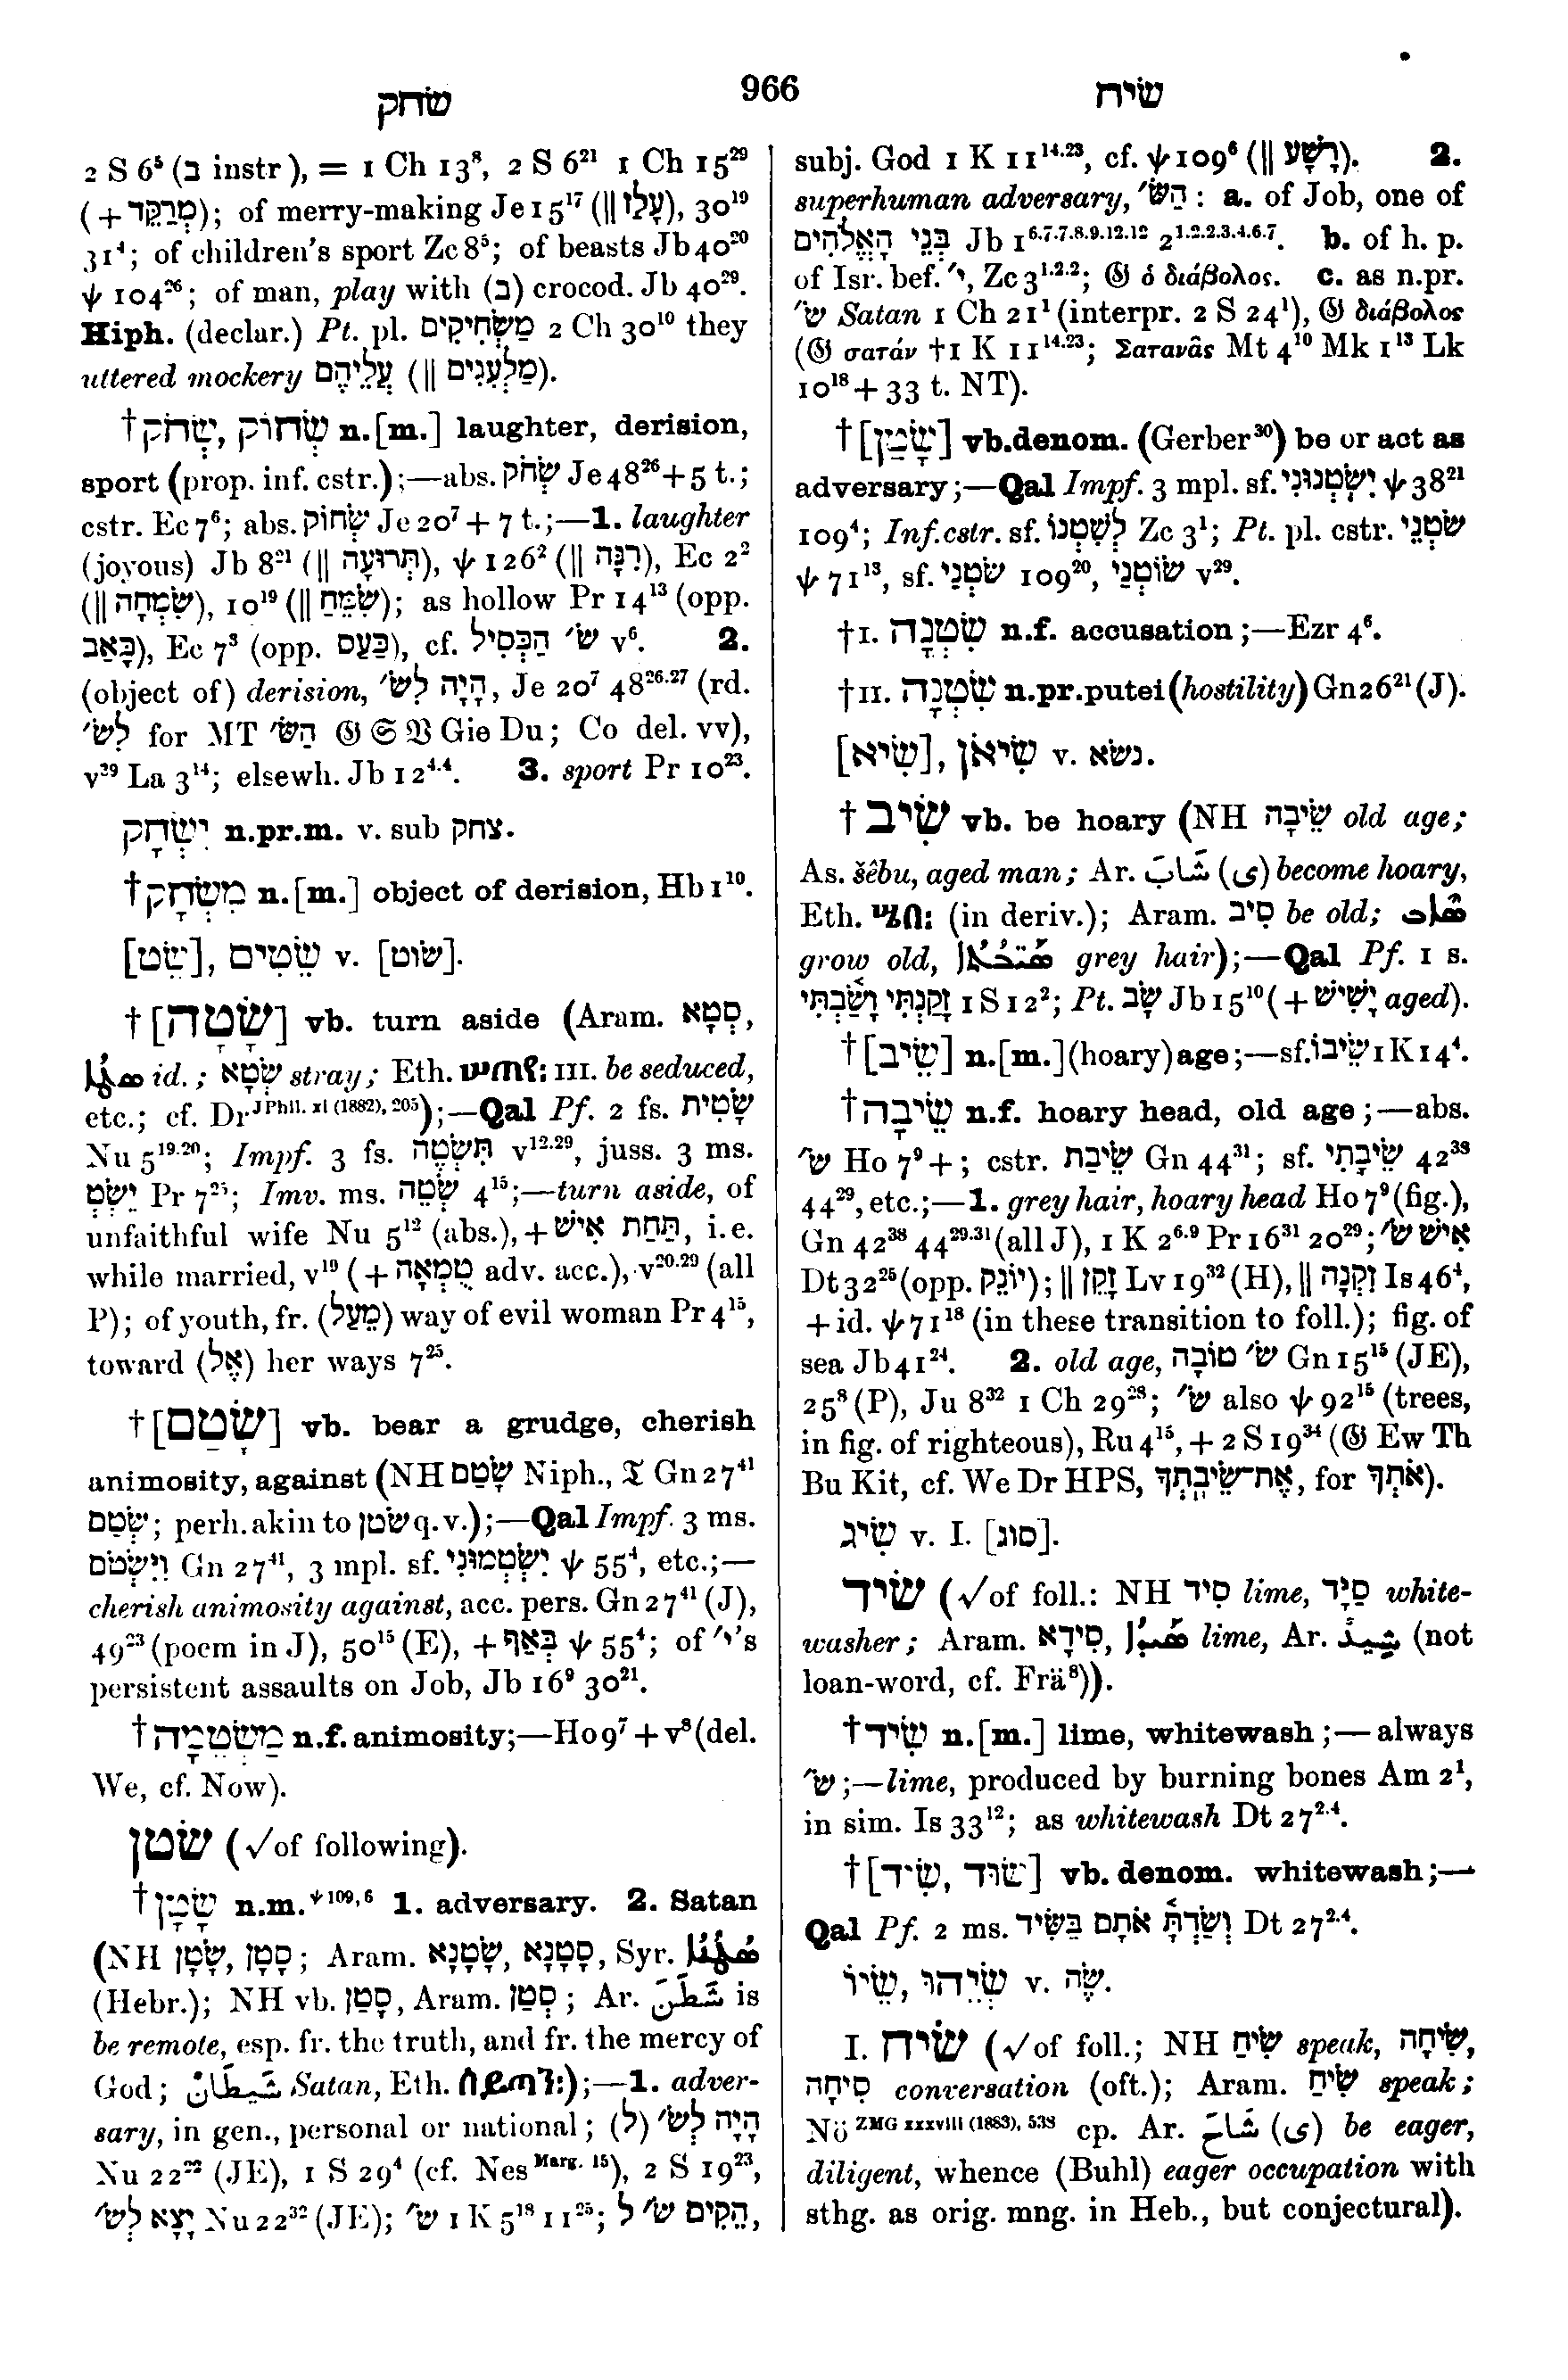 שׂחק
966
שׂיח
2 S 6⁵ (ב instr), = 1 Ch 13⁸, 2 S 6²¹ 1 Ch 15²⁹
(+ מְרַקֵּד); of merry-making Je 15¹⁷ (|| עָלַז), 30¹⁹
31⁴; of children's sport Zc 8⁵; of beasts Jb 40²⁰
ψ 104²⁶; of man, play with (ב) crocod. Jb 40²⁹.
Hiph. (declar.) Pt. pl. מַשְׂחִיקִים 2 Ch 30¹⁰ they
uttered mockery עֲלֵיהֶם (|| מַלְעִגִים).
†שְׂחוֹק, שְׂחֹק n.[m.] laughter, derision,
sport (prop. inf. cstr.);—abs. שְׂחֹק Je 48²⁶+5 t.;
cstr. Ec 7⁶; abs. שְׂחוֹק Je 20⁷ + 7 t.;—1. laughter
(joyous) Jb 8²¹ (|| תְּרוּעָה), ψ 126² (|| רִנָּה), Ec 2²
(|| שִׂמְחָה), 10¹⁹ (|| שִׂמֵּחַ); as hollow Pr 14¹³ (opp.
כָּאַב), Ec 7³ (opp. כַּעַס), cf. שׂ׳ הַכְּסִיל v⁶. 2.
(object of) derision, הָיָה לִשׂ׳, Je 20⁷ 48²⁶·²⁷ (rd.
לִשׂ׳ for MT הַשׂ׳ 𝔊 𝔖 𝔙 Gie Du; Co del. vv),
v³⁹ La 3¹⁴; elsewh. Jb 12⁴·⁴. 3. sport Pr 10²³.
יִשְׂחָק n.pr.m. v. sub צחק.
†מִשְׂחָק n.[m.] object of derision, Hb 1¹⁰.
[שֵׂט], שֵׂטִים v. [שׂוט].
†[שָׂטָה] vb. turn aside (Aram. סְטָא,
ܣܛܐ id.; שְׂטָא stray; Eth. ሠጠየ: III. be seduced,
etc.; cf. Dr JPhil. xi (1882), 205);—Qal Pf. 2 fs. שָׂטִית
Nu 5¹⁹·²⁰; Impf. 3 fs. תִּשְׂטֶה v¹²·²⁹, juss. 3 ms.
יֵשְׂטְ Pr 7²⁵; Imv. ms. שְׂטֵה 4¹⁵;—turn aside, of
unfaithful wife Nu 5¹² (abs.), + תַּחַת אִישׁ, i.e.
while married, v¹⁹ (+ טֻמְאָה adv. acc.), v²⁰·²⁹ (all
P); of youth, fr. (מֵעַל) way of evil woman Pr 4¹⁵,
toward (אֶל) her ways 7²⁵.
†[שָׂטַם] vb. bear a grudge, cherish
animosity, against (NH שָׂטַם Niph., 𝔗 Gn 27⁴¹
שְׂטַם; perh. akin to שׂטן q.v.);—Qal Impf. 3 ms.
וַיִּשְׂטֹם Gn 27⁴¹, 3 mpl. sf. יִשְׂטְמוּנִי ψ 55⁴, etc.;—
cherish animosity against, acc. pers. Gn 27⁴¹ (J),
49²³ (poem in J), 50¹⁵ (E), + בְּאַף ψ 55⁴; of י׳'s
persistent assaults on Job, Jb 16⁹ 30²¹.
†מַשְׂטֵמָה n.f. animosity;—Ho 9⁷ + v⁸ (del.
We, cf. Now).
שׂטן (√ of following).
†שָׂטָן n.m. ψ 109, 6 1. adversary. 2. Satan
(NH שָׂטָן, סָטָן; Aram. שָׂטָנָא, סָטָנָא, Syr. ܣܛܢܐ
(Hebr.); NH vb. סָטַן, Aram. סְטַן; Ar. شَطَنَ is
be remote, esp. fr. the truth, and fr. the mercy of
God; شَيطَانٌ Satan, Eth. ሰይጣን:);—1. adver-
sary, in gen., personal or national; (ל) הָיָה לְשׂ׳
Nu 22²² (JE), 1 S 29⁴ (cf. Nes Marg. 15), 2 S 19²³,
יָצָא לְשׂ׳ Nu 22³² (JE); שׂ׳ 1 K 5¹⁸ 11²⁵; הֵקִים שׂ׳ ל,
subj. God 1 K 11¹⁴·²³, cf. ψ 109⁶ (|| רָשָׁע). 2.
superhuman adversary, הַשׂ׳: a. of Job, one of
בְּנֵי הָאֱלֹהִים Jb 1⁶·⁷·⁷·⁸·⁹·¹²·¹² 2¹·²·²·³·⁴·⁶·⁷. b. of h. p.
of Isr. bef. י׳, Zc 3¹·²·²; 𝔊 ὁ διάβολος. c. as n.pr.
שׂ׳ Satan 1 Ch 21¹ (interpr. 2 S 24¹), 𝔊 διάβολος
(𝔊 σατάν †1 K 11¹⁴·²³; Σατανᾶς Mt 4¹⁰ Mk 1¹³ Lk
10¹⁸ + 33 t. NT).
†[שָׂטַן] vb.denom. (Gerber³⁰) be or act as
adversary;—Qal Impf. 3 mpl. sf. יִשְׂטְנוּנִי ψ 38²¹
109⁴; Inf.cstr. sf. לְשִׂטְנוֹ Zc 3¹; Pt. pl. cstr. שֹׂטְנֵי
ψ 71¹³, sf. שֹׂטְנַי 109²⁰, שׂוֹטְנַי v²⁹.
†I. שִׂטְנָה n.f. accusation;—Ezr 4⁶.
†II. שִׂטְנָה n.pr.putei (hostility) Gn 26²¹ (J).
[שִׂיא], שִׂיאֹן v. נשׂא.
†שִׂיב vb. be hoary (NH שֵׂיבָה old age;
As. šêbu, aged man; Ar. شَابَ (ى) become hoary,
Eth. ሤበ: (in deriv.); Aram. סִיב be old; ܣܐܒ
grow old, ܣܝܒܘܬܐ grey hair);—Qal Pf. 1 s.
זָקַנְתִּי וָשַׂבְתִּי 1 S 12²; Pt. שָׂב Jb 15¹⁰ (+ יָשִׁישׁ aged).
†[שֵׂיב] n.[m.] (hoary) age;—sf. שֵׂיבוֹ 1 K 14⁴.
†שֵׂיבָה n.f. hoary head, old age;—abs.
שׂ׳ Ho 7⁹ +; cstr. שֵׂיבַת Gn 44³¹; sf. שֵׂיבָתִי 42³⁸
44²⁹, etc.;—1. grey hair, hoary head Ho 7⁹ (fig.),
Gn 42³⁸ 44²⁹·³¹ (all J), 1 K 2⁶·⁹ Pr 16³¹ 20²⁹; אִישׁ שׂ׳
Dt 32²⁵ (opp. יוֹנֵק); || זָקֵן Lv 19³² (H), || זִקְנָה Is 46⁴,
+ id. ψ 71¹⁸ (in these transition to foll.); fig. of
sea Jb 41²⁴. 2. old age, שׂ׳ טוֹבָה Gn 15¹⁵ (JE),
25⁸ (P), Ju 8³² 1 Ch 29²⁸; שׂ׳ also ψ 92¹⁵ (trees,
in fig. of righteous), Ru 4¹⁵, + 2 S 19³⁴ (𝔊 Ew Th
Bu Kit, cf. We Dr HPS, אֶת־שֵׂיבָתְךָ, for אֹתְךָ).
שִׂיג v. I. [סוג].
שׂיד (√ of foll.: NH סִיד lime, סַיָּד white-
washer; Aram. סִידָא, ܣܝܕܐ lime, Ar. شِيدٌ (not
loan-word, cf. Frä⁸)).
†שִׂיד n.[m.] lime, whitewash;—always
שׂ׳;—lime, produced by burning bones Am 2¹,
in sim. Is 33¹²; as whitewash Dt 27²·⁴.
†[שִׂיד, שׂוּד] vb. denom. whitewash;—
Qal Pf. 2 ms. וְשַׂדְתָּ אֹתָם בַּשִּׂיד Dt 27²·⁴.
שֵׂיוֹ, שְׂיֵהוּ v. שֶׂה.
I. שׂיח (√ of foll.; NH שִׂיחַ speak, שִׂיחָה,
סִיחָה conversation (oft.); Aram. שִׂיחַ speak;
Nö ZMG xxxvii (1883), 538 cp. Ar. شَاحَ (ى) be eager,
diligent, whence (Buhl) eager occupation with
sthg. as orig. mng. in Heb., but conjectural).